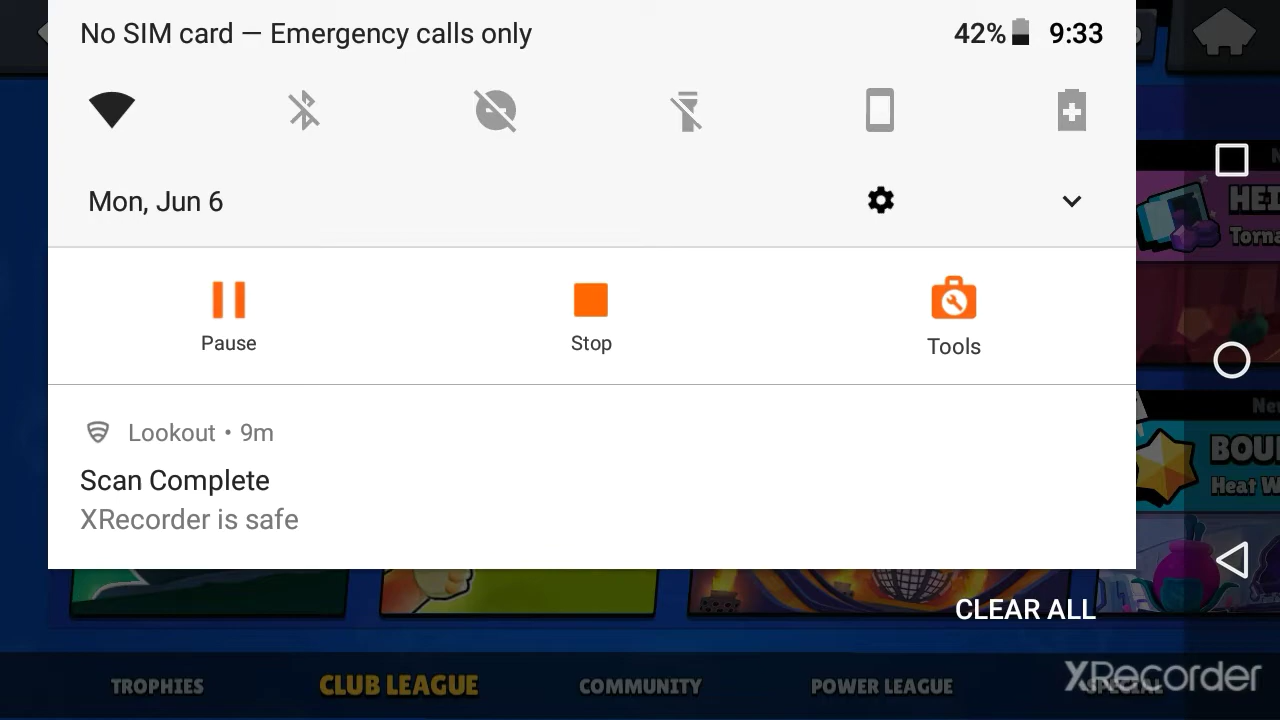 No SIM card — Emergency calls only
42% 9:33
Mon, Jun 6
Pause
Stop
Tools
Lookout • 9m
Scan Complete
XRecorder is safe
CLEAR ALL
TROPHIES
CLUB LEAGUE
COMMUNITY
POWER LEAGUE
XRecorder